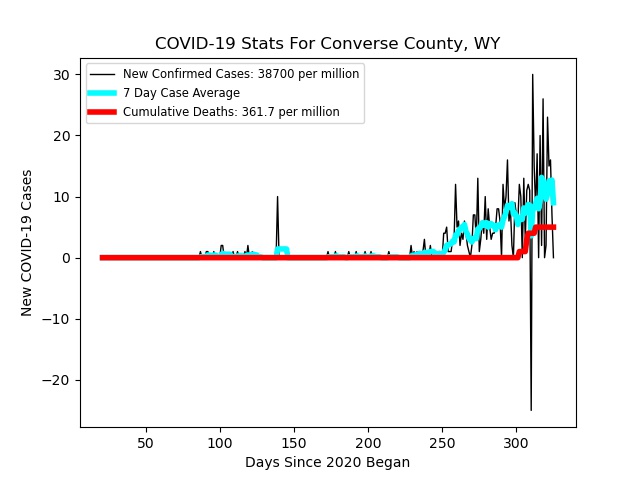 COVID-19 Stats For Converse County, WY
New Confirmed Cases: 38700 per million
7 Day Case Average
Cumulative Deaths: 361.7 per million
New COVID-19 Cases
30
20
10
0
−10
−20
50 100 150 200 250 300
Days Since 2020 Began